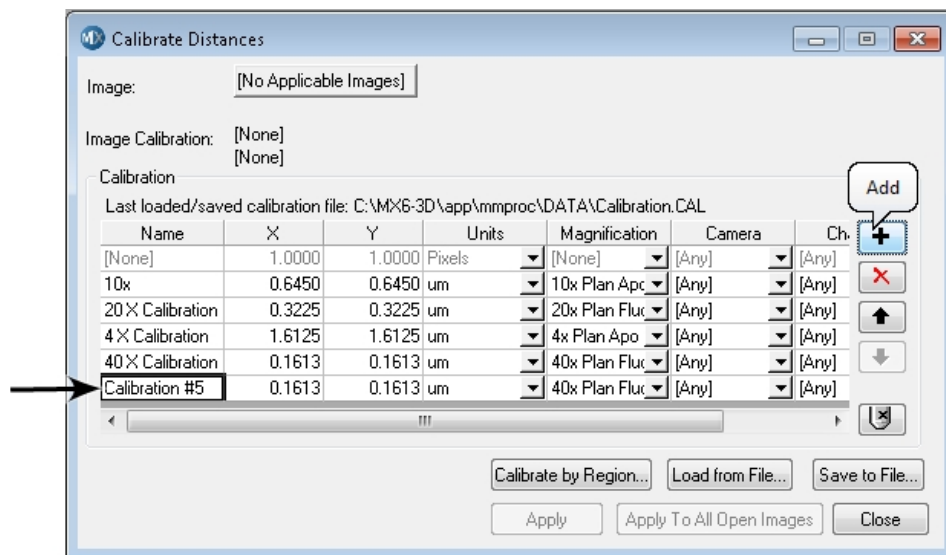 MX Calibrate Distances
Image: [No Applicable Images]
Image Calibration: [None]
[None]
Calibration
Add
Last loaded/saved calibration file: C:\MX6-3D\app\mmproc\DATA\Calibration.CAL
Name X Y Units Magnification Camera Ch
[None] 1.0000 1.0000 Pixels [None] [Any] [Any]
10x 0.6450 0.6450 um 10x Plan Apo [Any] [Any]
20 X Calibration 0.3225 0.3225 um 20x Plan Fluo [Any] [Any]
4 X Calibration 1.6125 1.6125 um 4x Plan Apo [Any] [Any]
40 X Calibration 0.1613 0.1613 um 40x Plan Fluo [Any] [Any]
Calibration #5 0.1613 0.1613 um 40x Plan Fluo [Any] [Any]
Calibrate by Region... Load from File... Save to File...
Apply Apply To All Open Images Close